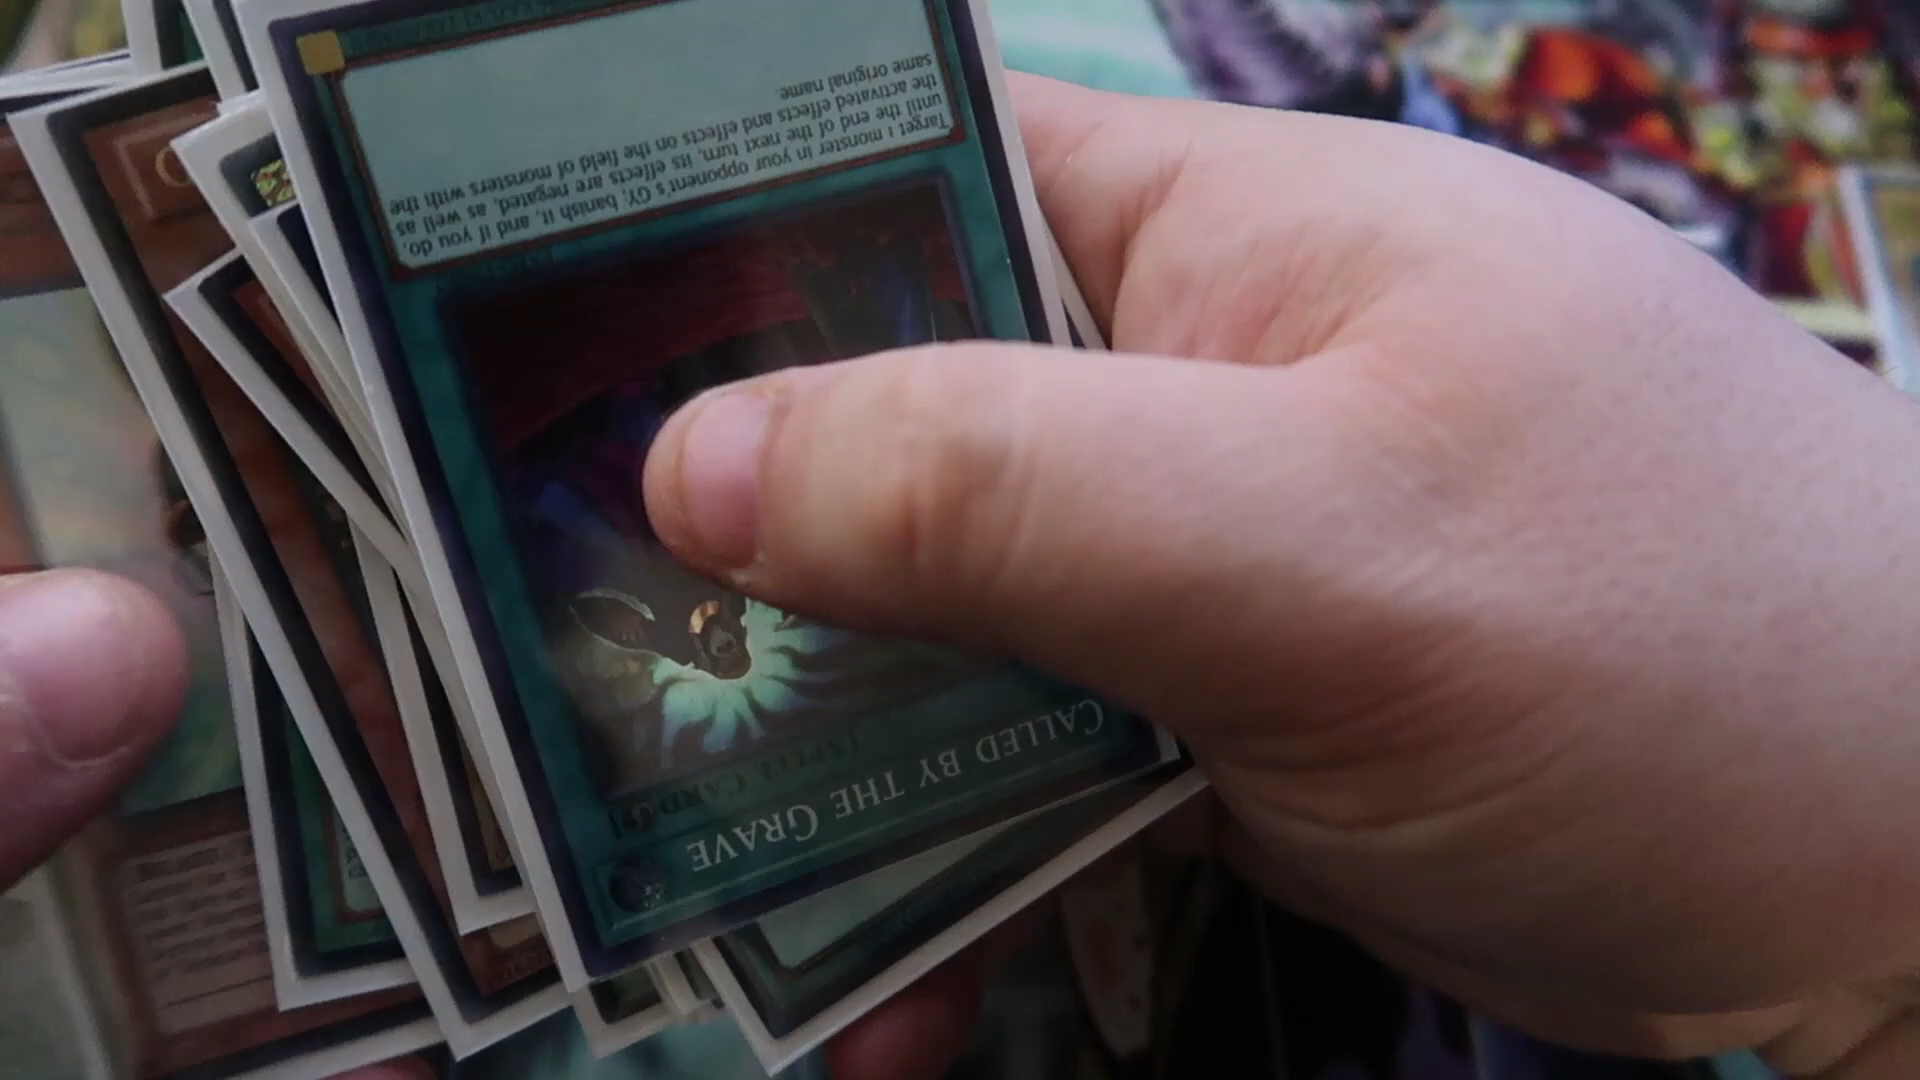 CALLED BY THE GRAVE
[SPELL CARD
Target 1 monster in your opponent's GY; banish it, and if you do,
until the end of the next turn, its effects are negated, as well as
the activated effects and effects on the field of monsters with the
same original name.